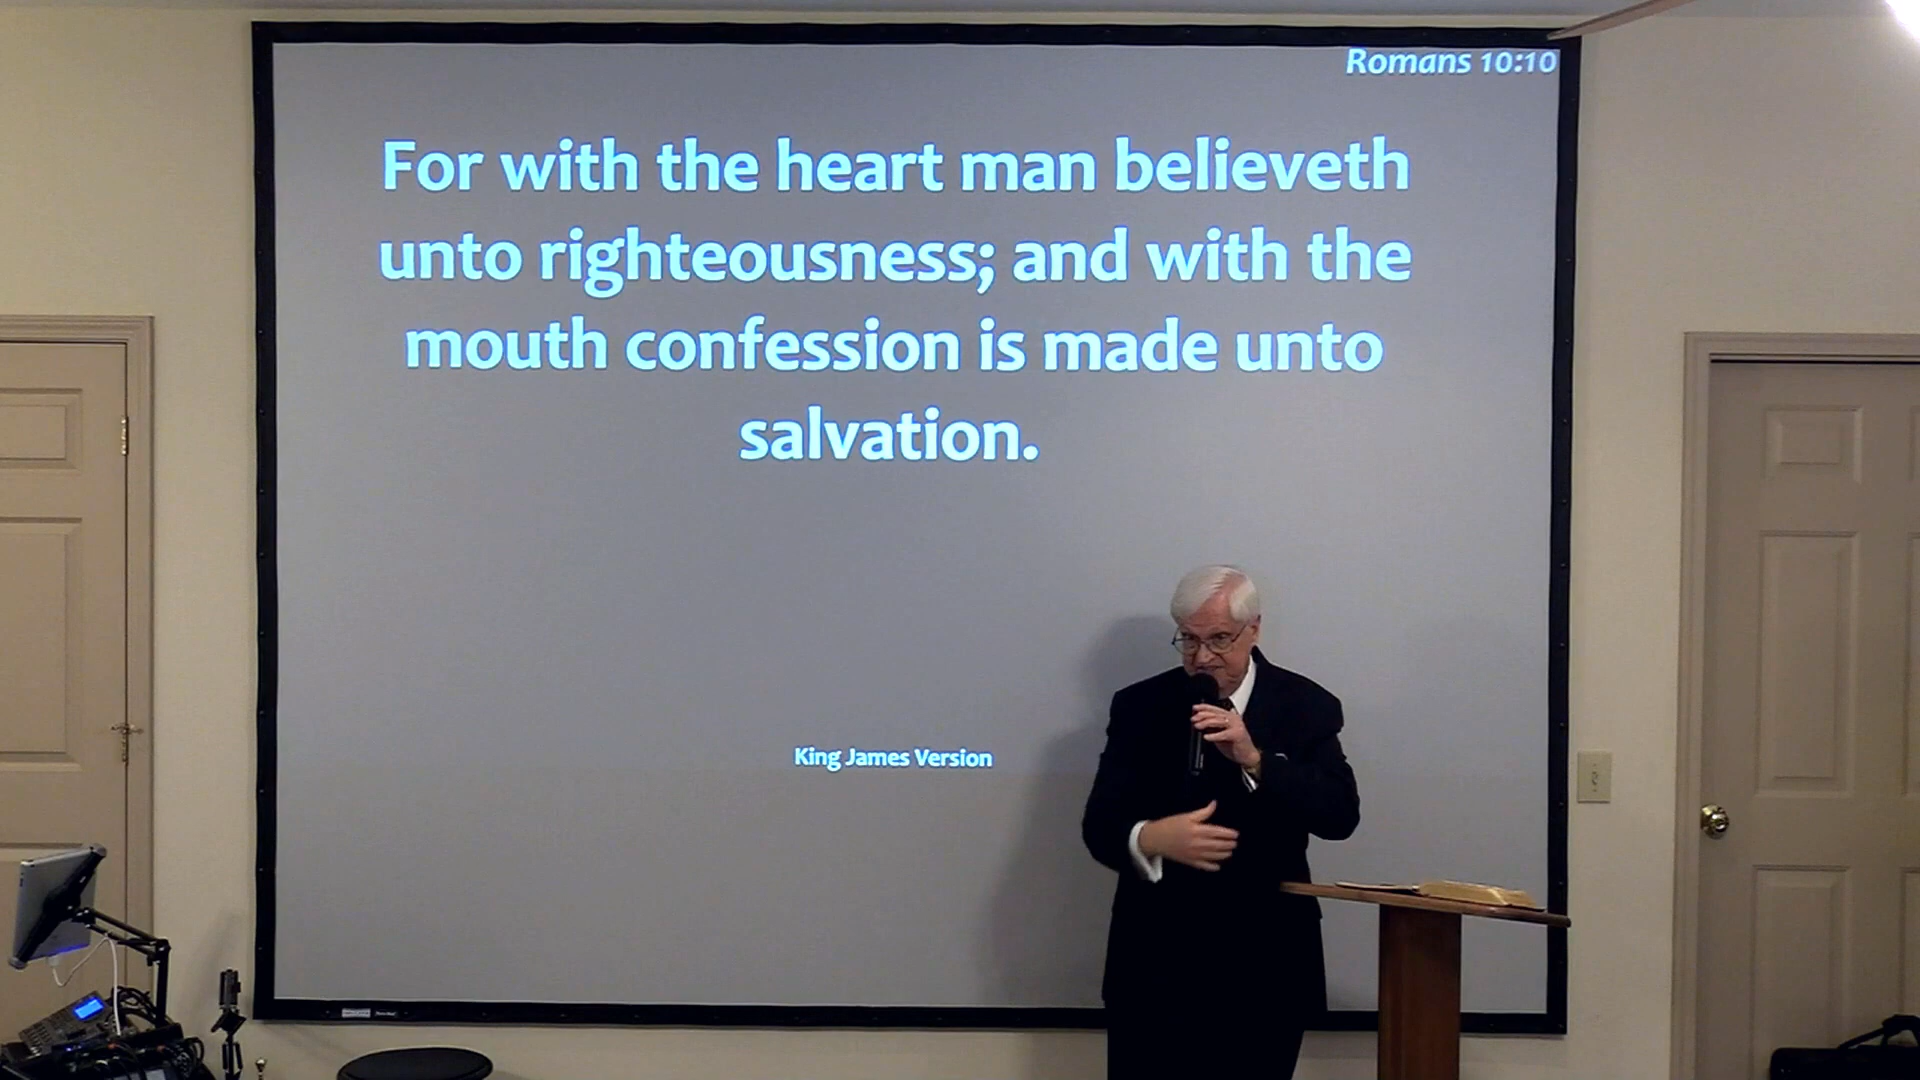 Romans 10:10
For with the heart man believeth
unto righteousness; and with the
mouth confession is made unto
salvation.
King James Version